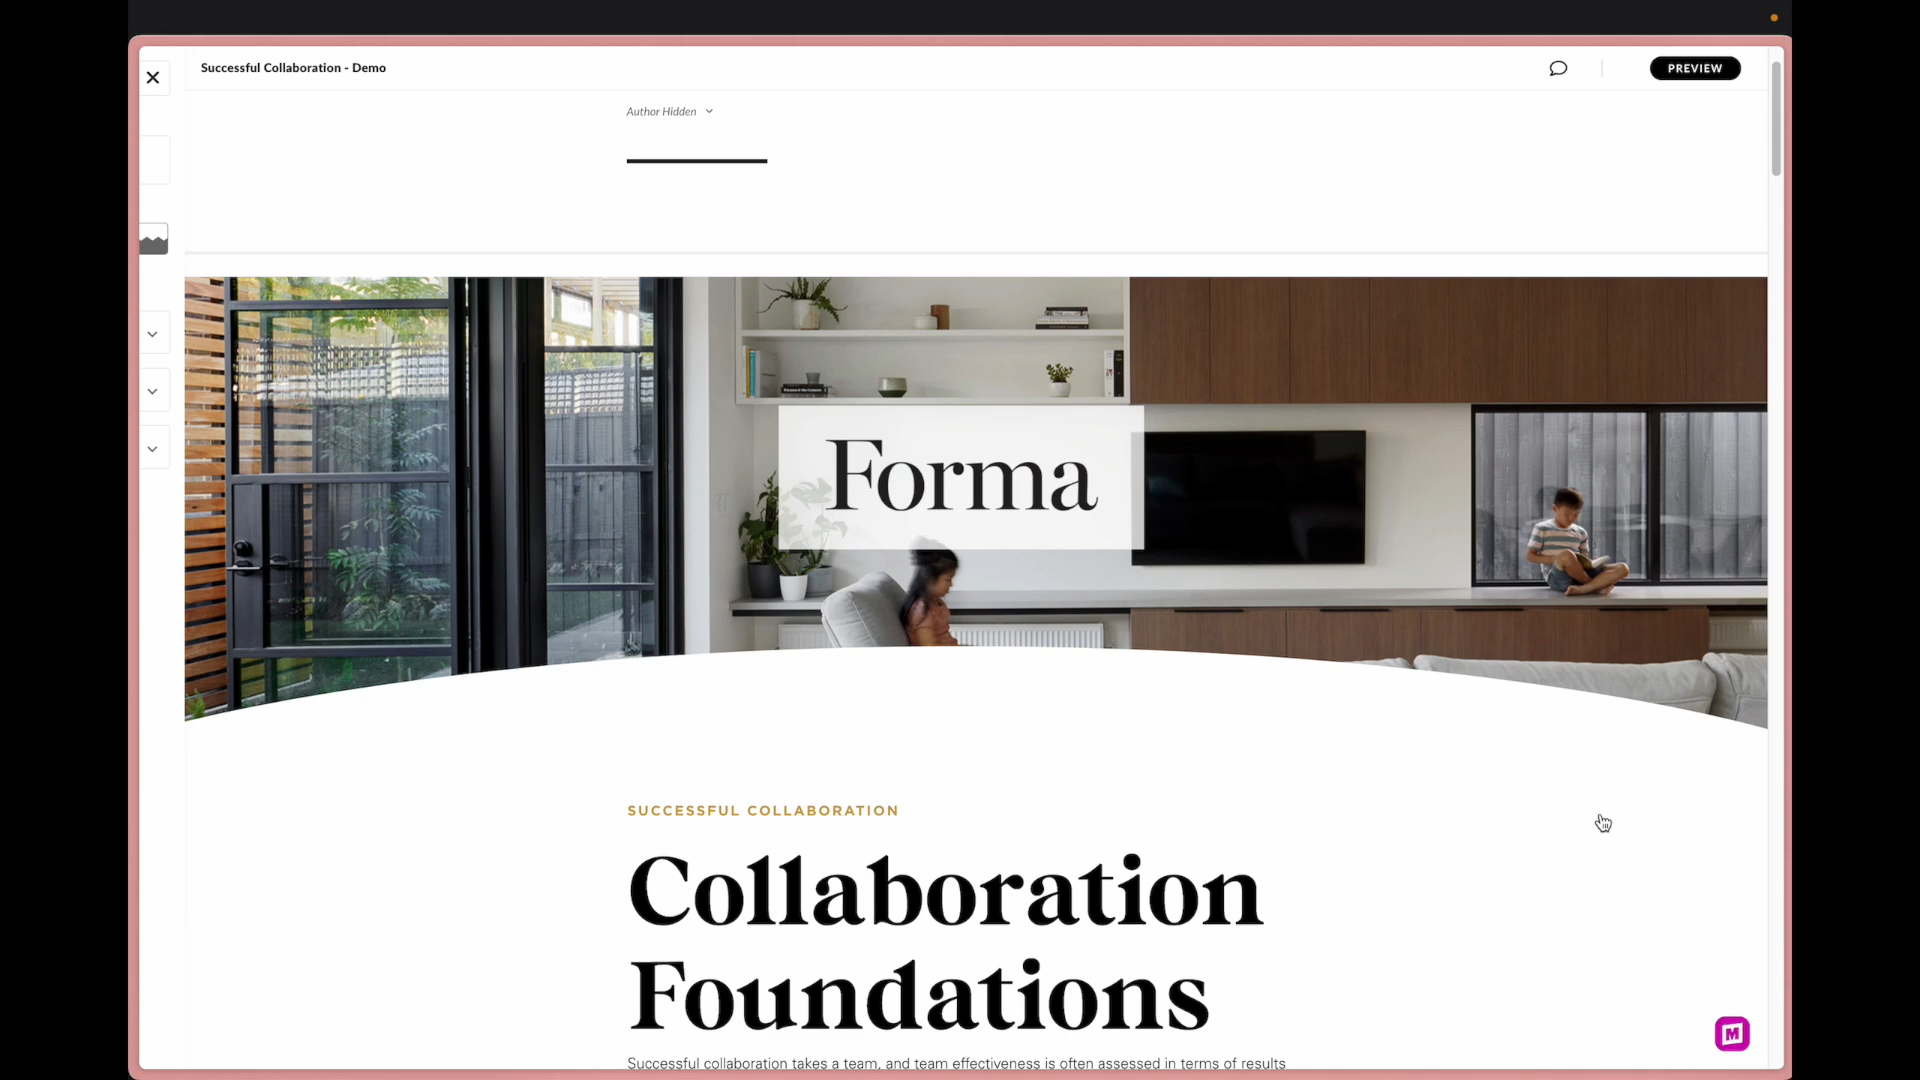 Successful Collaboration - Demo
PREVIEW
Author Hidden
Forma
SUCCESSFUL COLLABORATION
Collaboration
Foundations
Successful collaboration takes a team, and team effectiveness is often assessed in terms of results
M